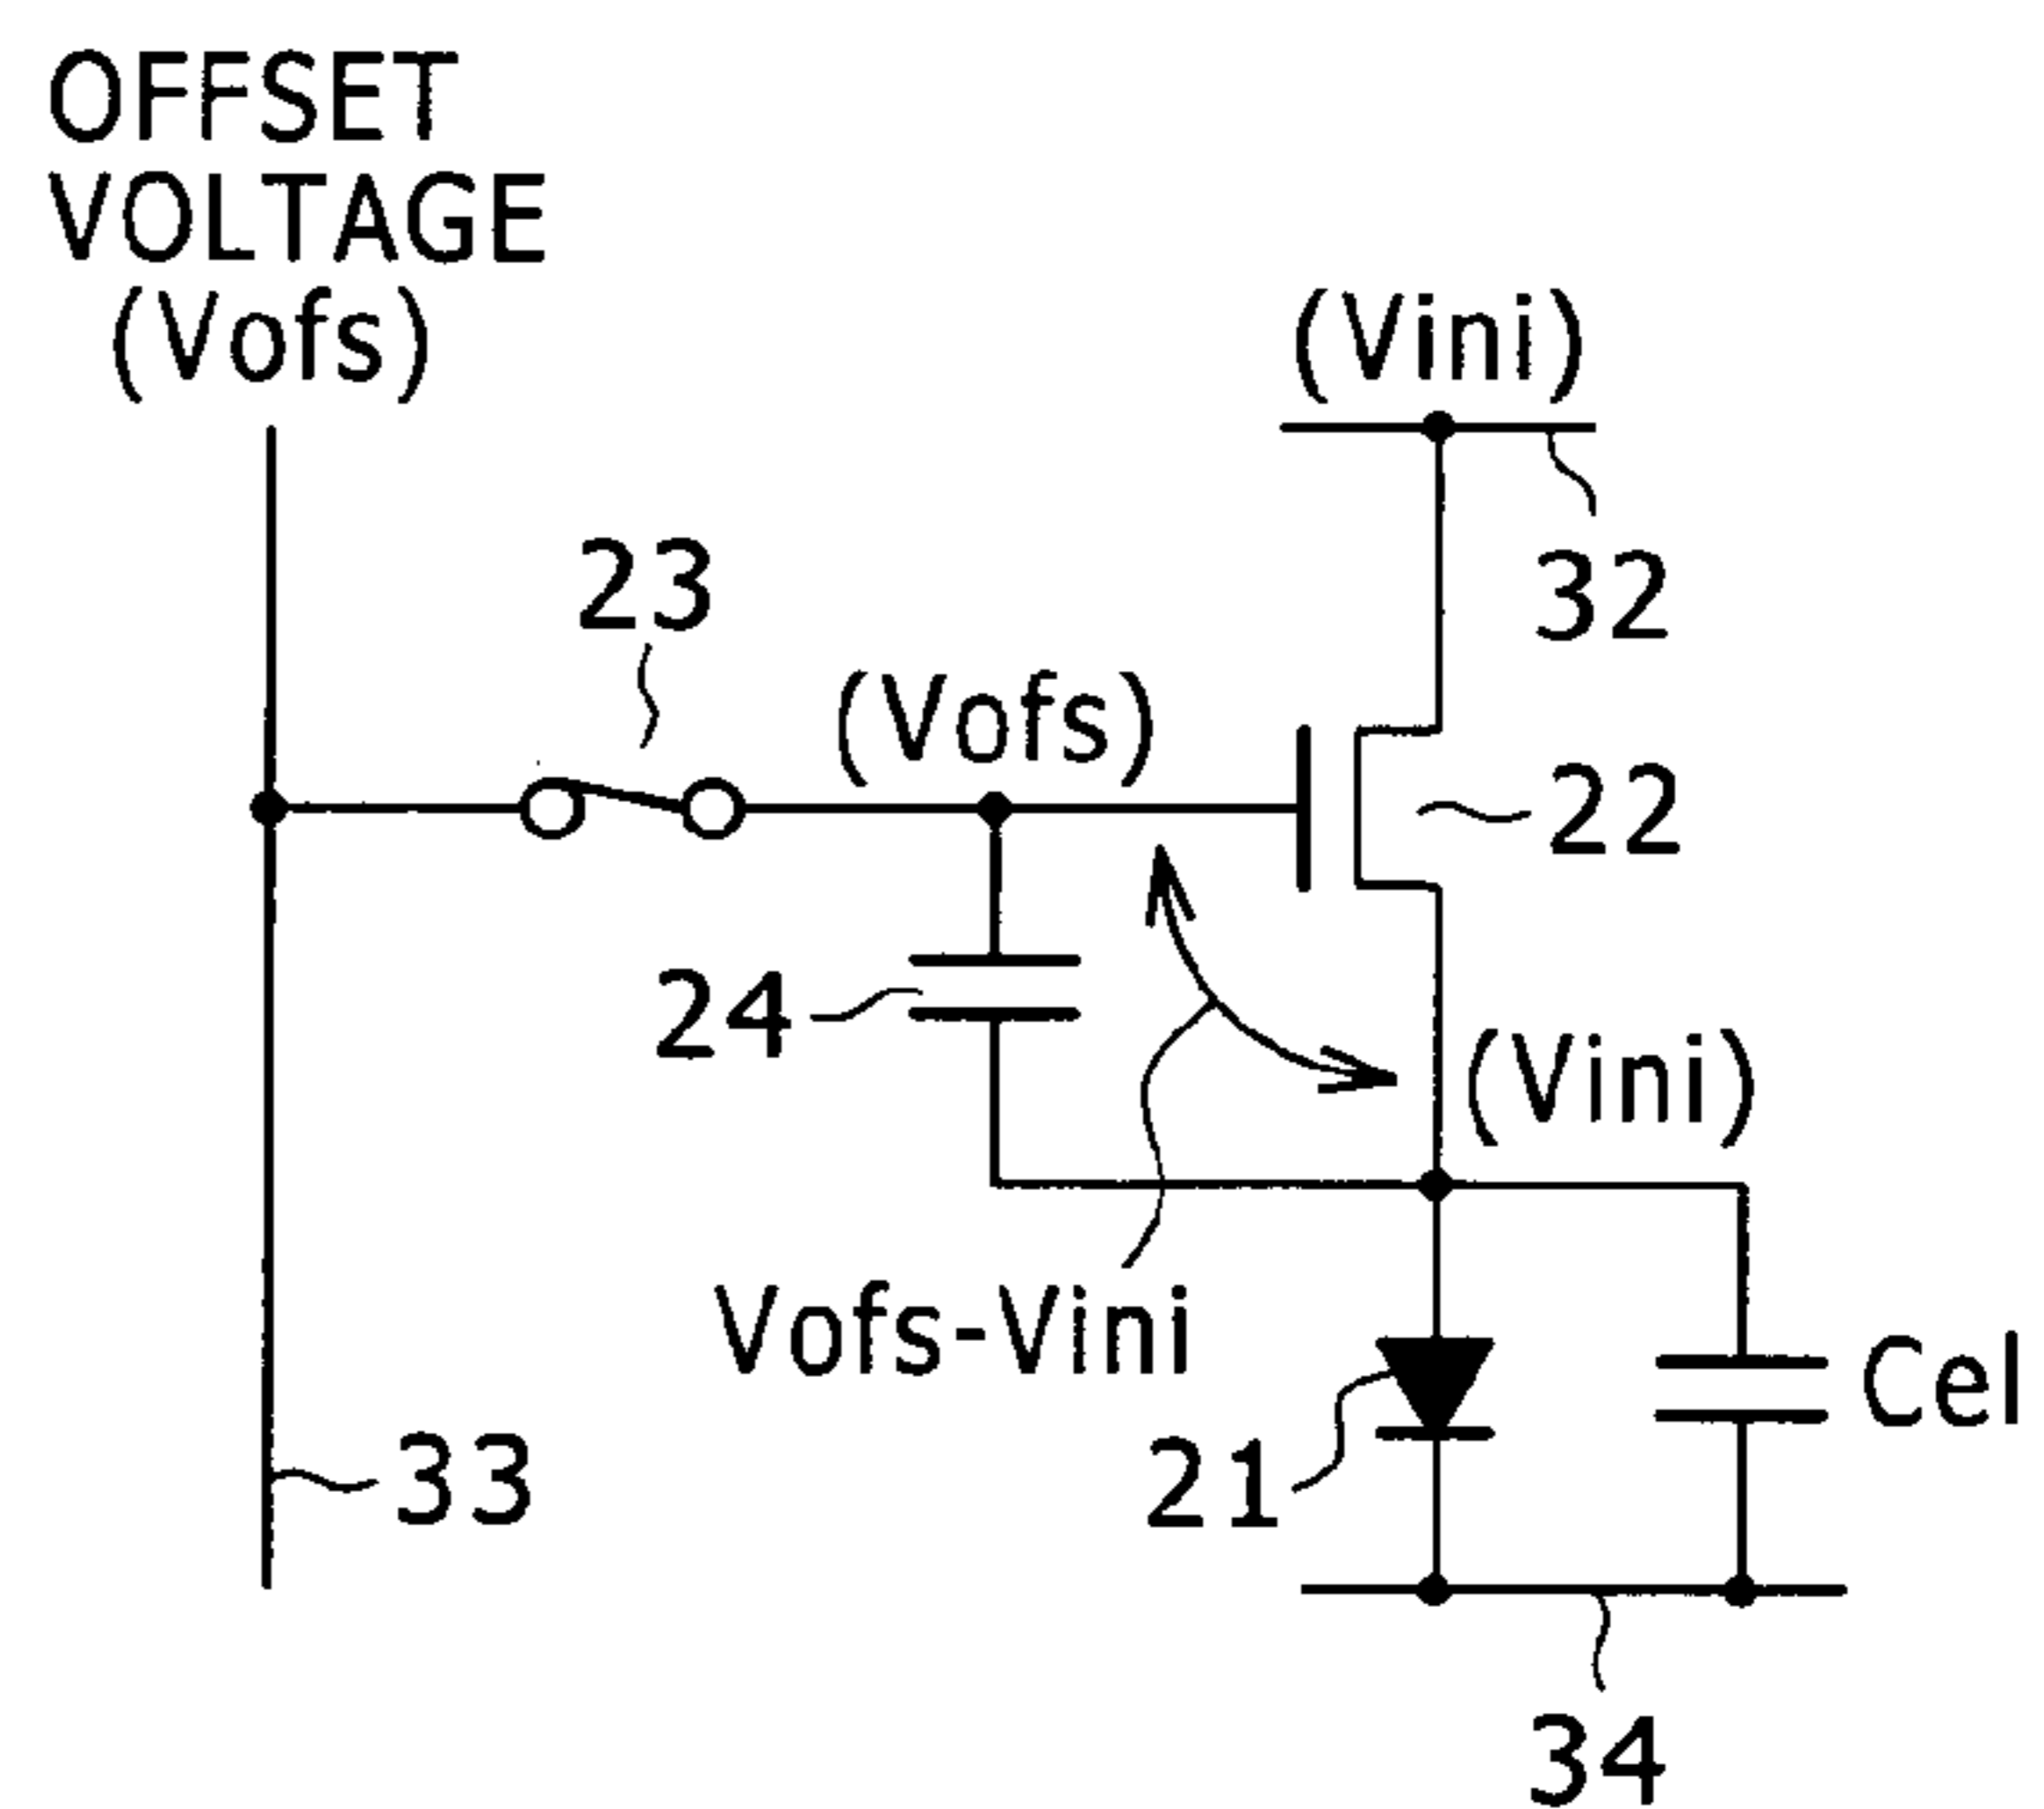 OFFSET
VOLTAGE
(Vofs)
(Vini)
23
32
(Vofs)
22
24
(Vini)
Vofs-Vini
Cel
33
21
34